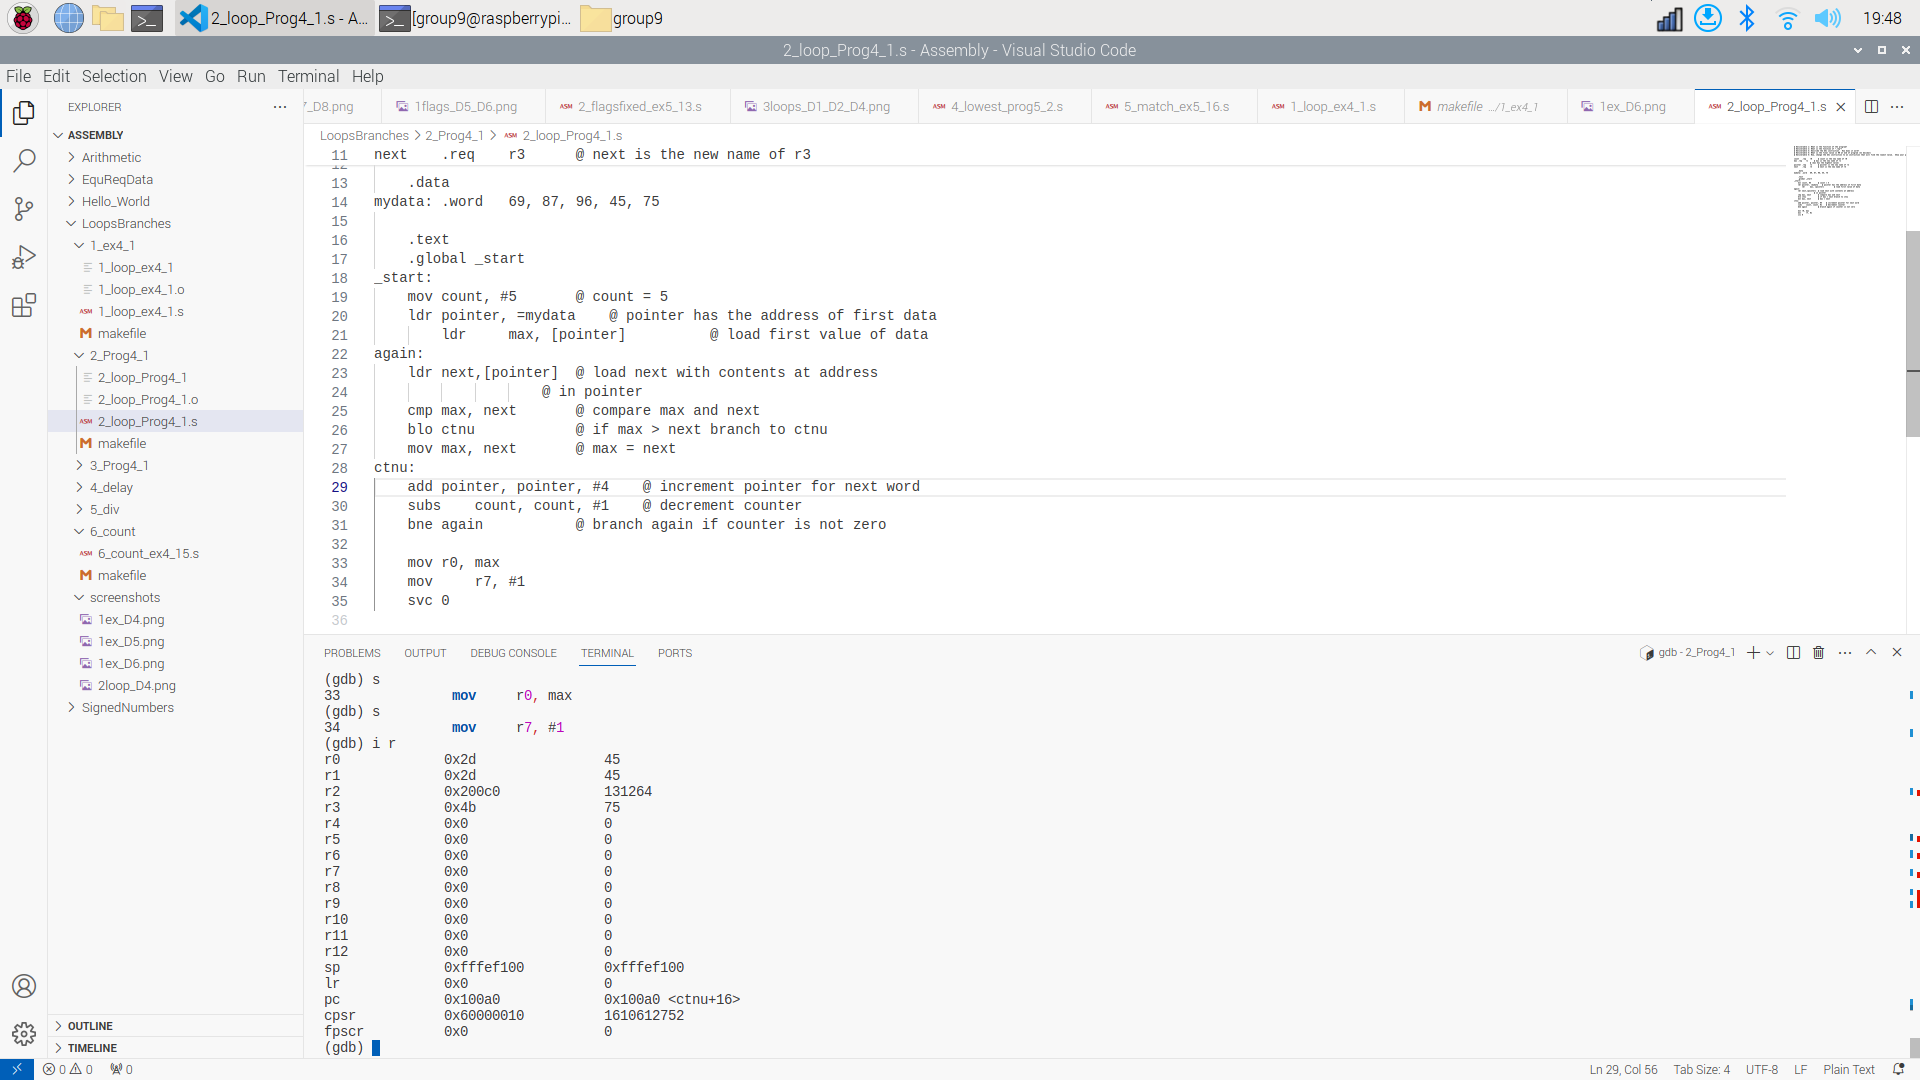 2_loop_Prog4_1.s - A...
[group9@raspberrypi...
group9
19:48
2_loop_Prog4_1.s - Assembly - Visual Studio Code
File Edit Selection View Go Run Terminal Help
EXPLORER
ASSEMBLY
Arithmetic
EquReqData
Hello_World
LoopsBranches
1_ex4_1
1_loop_ex4_1
1_loop_ex4_1.o
ASM 1_loop_ex4_1.s
M makefile
2_Prog4_1
2_loop_Prog4_1
2_loop_Prog4_1.o
ASM 2_loop_Prog4_1.s
M makefile
3_Prog4_1
4_delay
5_div
6_count
ASM 6_count_ex4_15.s
M makefile
screenshots
1ex_D4.png
1ex_D5.png
1ex_D6.png
2loop_D4.png
SignedNumbers
OUTLINE
TIMELINE
_D8.png 1flags_D5_D6.png ASM 2_flagsfixed_ex5_13.s 3loops_D1_D2_D4.png ASM 4_lowest_prog5_2.s ASM 5_match_ex5_16.s ASM 1_loop_ex4_1.s M makefile .../1_ex4_1 1ex_D6.png ASM 2_loop_Prog4_1.s
LoopsBranches > 2_Prog4_1 > ASM 2_loop_Prog4_1.s
11 next .req r3 @ next is the new name of r3
12
13 .data
14 mydata: .word 69, 87, 96, 45, 75
15
16 .text
17 .global _start
18 _start:
19 mov count, #5 @ count = 5
20 ldr pointer, =mydata @ pointer has the address of first data
21 ldr max, [pointer] @ load first value of data
22 again:
23 ldr next,[pointer] @ load next with contents at address
24 @ in pointer
25 cmp max, next @ compare max and next
26 blo ctnu @ if max > next branch to ctnu
27 mov max, next @ max = next
28 ctnu:
29 add pointer, pointer, #4 @ increment pointer for next word
30 subs count, count, #1 @ decrement counter
31 bne again @ branch again if counter is not zero
32
33 mov r0, max
34 mov r7, #1
35 svc 0
36
PROBLEMS OUTPUT DEBUG CONSOLE TERMINAL PORTS
gdb - 2_Prog4_1
(gdb) s
33 mov r0, max
(gdb) s
34 mov r7, #1
(gdb) i r
r0 0x2d 45
r1 0x2d 45
r2 0x200c0 131264
r3 0x4b 75
r4 0x0 0
r5 0x0 0
r6 0x0 0
r7 0x0 0
r8 0x0 0
r9 0x0 0
r10 0x0 0
r11 0x0 0
r12 0x0 0
sp 0xfffef100 0xfffef100
lr 0x0 0
pc 0x100a0 0x100a0 <ctnu+16>
cpsr 0x60000010 1610612752
fpscr 0x0 0
(gdb)
0 0 0
Ln 29, Col 56 Tab Size: 4 UTF-8 LF Plain Text